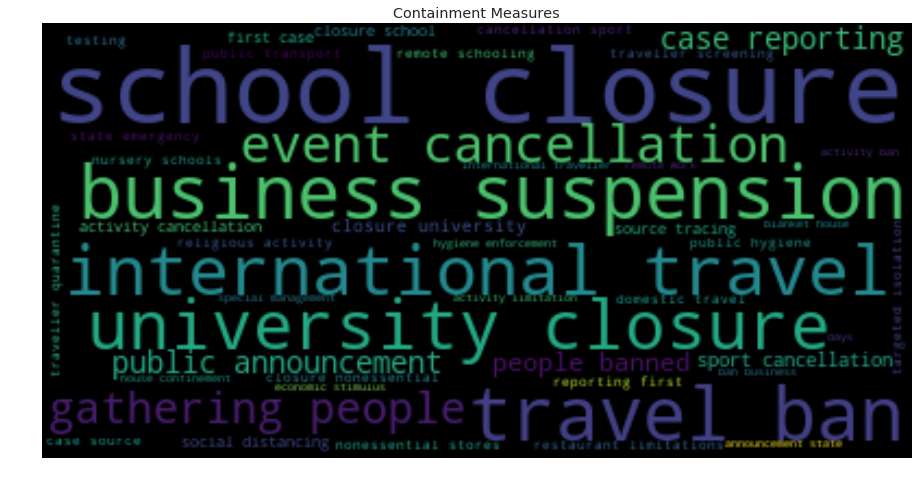 Containment Measures
testing
first case
closure school
cancellation sport
case reporting
public transport
remote schooling
traveller screening
school closure
state emergency
event cancellation
activity ban
nursery schools
international traveller
remote work
business suspension
activity cancellation
closure university
source tracing
blanket house
religious activity
hygiene enforcement
public hygiene
traveller quarantine
international travel
targeted isolation
special management
activity limitation
domestic travel
university closure
days
public announcement
people banned
sport cancellation
house confinement
closure nonessential
ban business
economic stimulus
reporting first
gathering people
travel ban
case source
social distancing
nonessential stores
restaurant limitations
announcement state